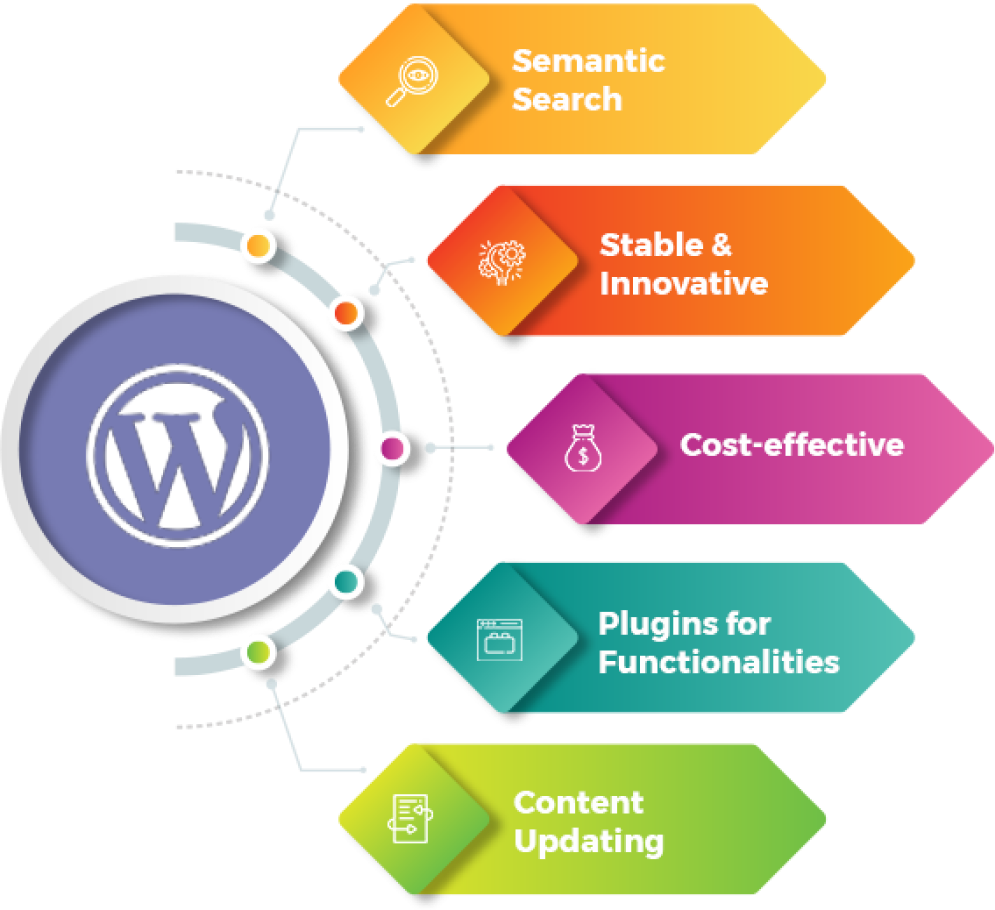 Semantic
Search
Stable &
Innovative
Cost-effective
Plugins for
Functionalities
Content
Updating